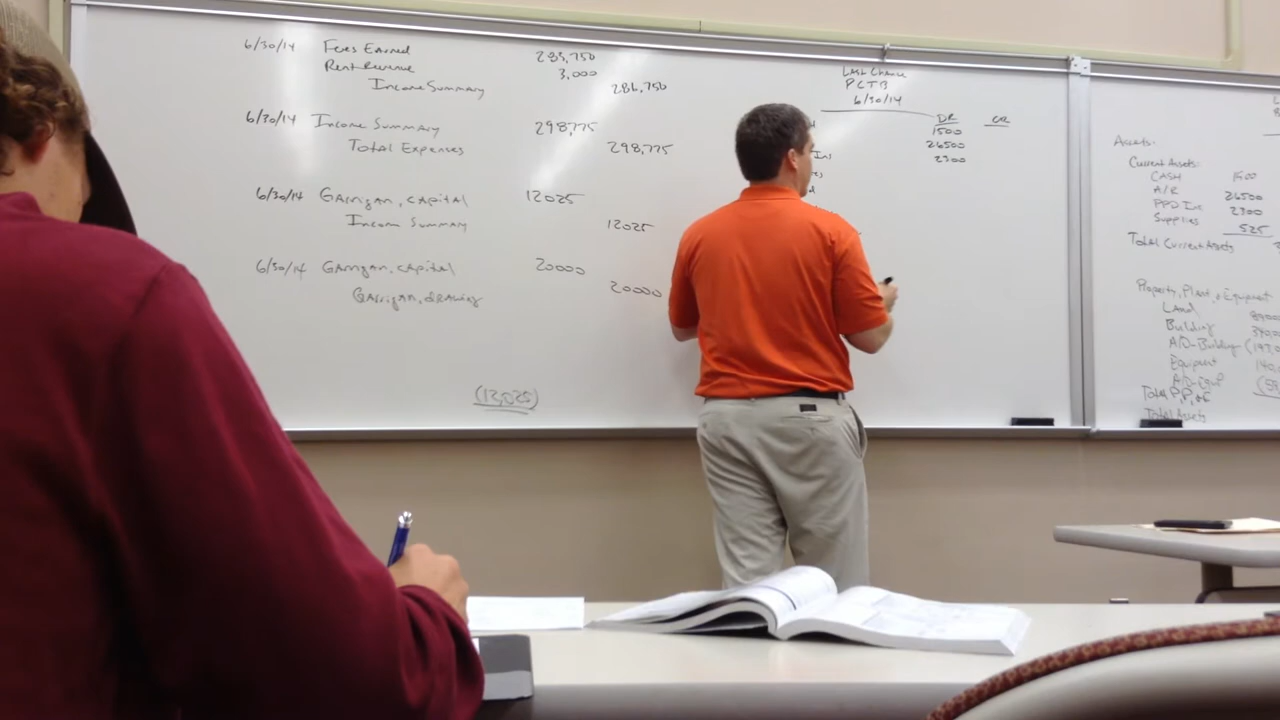 6/30/14 Fees Earned 283,750
Rent Revenue 3,000
Income Summary 286,750
6/30/14 Income Summary 298,775
Total Expenses 298,775
6/30/14 Garrigan, capital 12025
Income Summary 12025
6/30/14 Garrigan, capital 20000
Garrigan, drawing 20000
(12,025)
Last Chance
PCTB
6/30/14
DR CR
1500
26500
2300
Assets:
Current Assets:
CASH 1500
A/R 26500
PPD Ins 2300
Supplies 525
Total Current Assets
Property, Plant, & Equipment
Land
Building
A/D-Building
Equipment
A/D-Equip
Total PP, &E
Total Assets